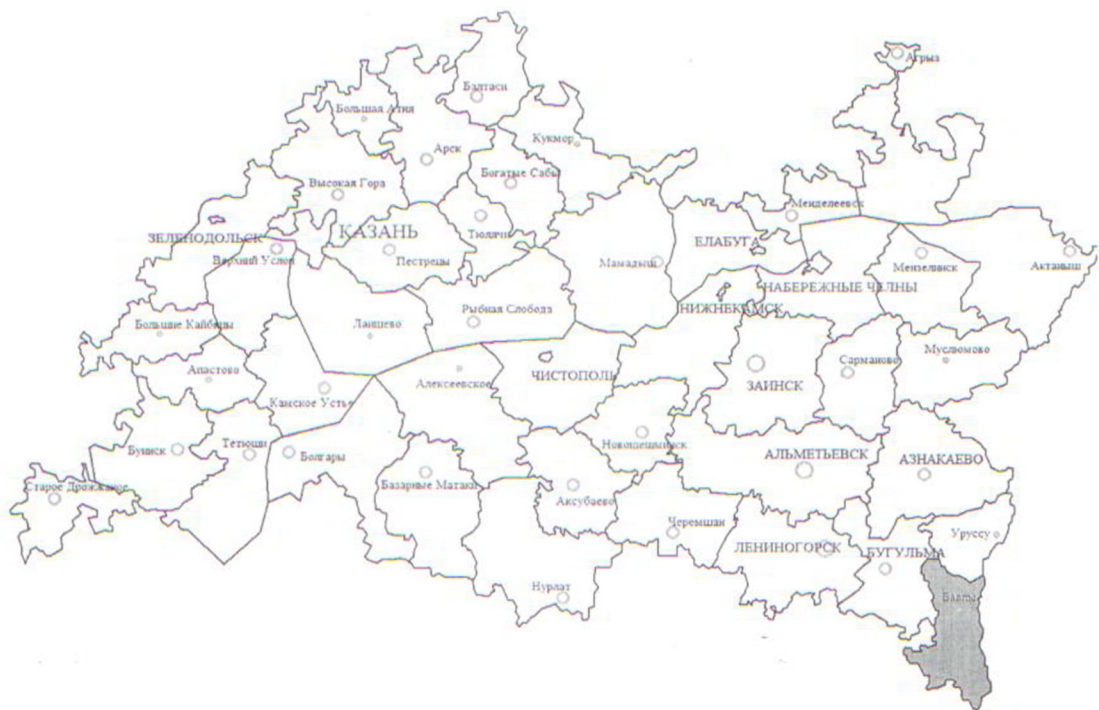 Агрыз
Балтаси
Большая Атня
Кукмор
Арск
Богатые Сабы
Высокая Гора
Менделеевск
Тюлячи
КАЗАНЬ
ЗЕЛЕНОДОЛЬСК
ЕЛАБУГА
Верхний Услон
Пестрецы
Мамадыш
Мензелинск
Актаныш
НАБЕРЕЖНЫЕ ЧЕЛНЫ
НИЖНЕКАМСК
Рыбная Слобода
Большие Кайбицы
Лаишево
Сарманово
Муслюмово
Апастово
Алексеевское
ЧИСТОПОЛЬ
ЗАИНСК
Камское Устье
Буинск
Тетюши
Болгары
Новошешминск
АЛЬМЕТЬЕВСК
АЗНАКАЕВО
Старое Дрожжаное
Базарные Матаки
Аксубаево
Черемшан
Уруссу
ЛЕНИНОГОРСК
БУГУЛЬМА
Нурлат
Бавлы